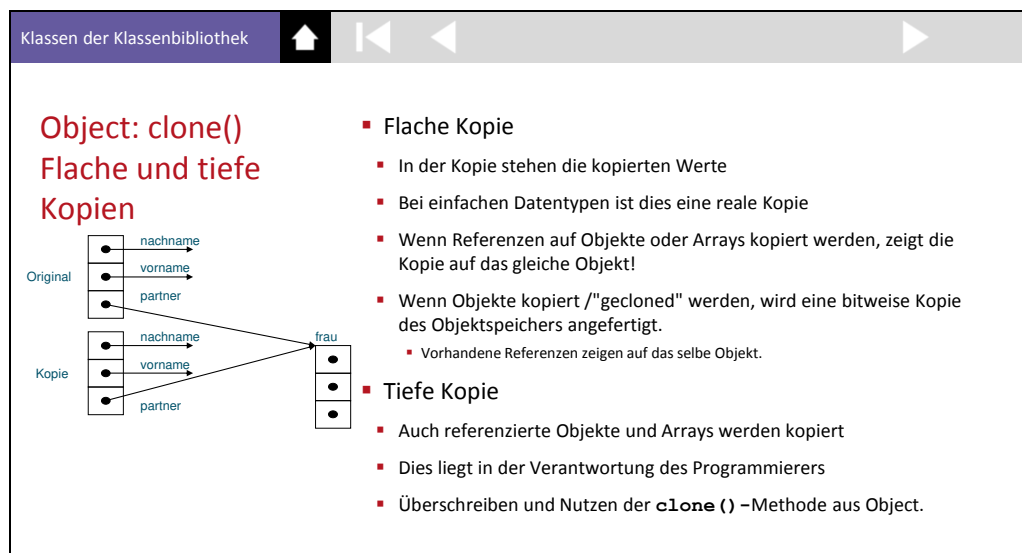 Klassen der Klassenbibliothek
Object: clone()
Flache und tiefe
Kopien
Original
nachname
vorname
partner
Kopie
nachname
vorname
partner
frau
Flache Kopie
In der Kopie stehen die kopierten Werte
Bei einfachen Datentypen ist dies eine reale Kopie
Wenn Referenzen auf Objekte oder Arrays kopiert werden, zeigt die
Kopie auf das gleiche Objekt!
Wenn Objekte kopiert /"gecloned" werden, wird eine bitweise Kopie
des Objektspeichers angefertigt.
Vorhandene Referenzen zeigen auf das selbe Objekt.
Tiefe Kopie
Auch referenzierte Objekte und Arrays werden kopiert
Dies liegt in der Verantwortung des Programmierers
Überschreiben und Nutzen der clone()-Methode aus Object.